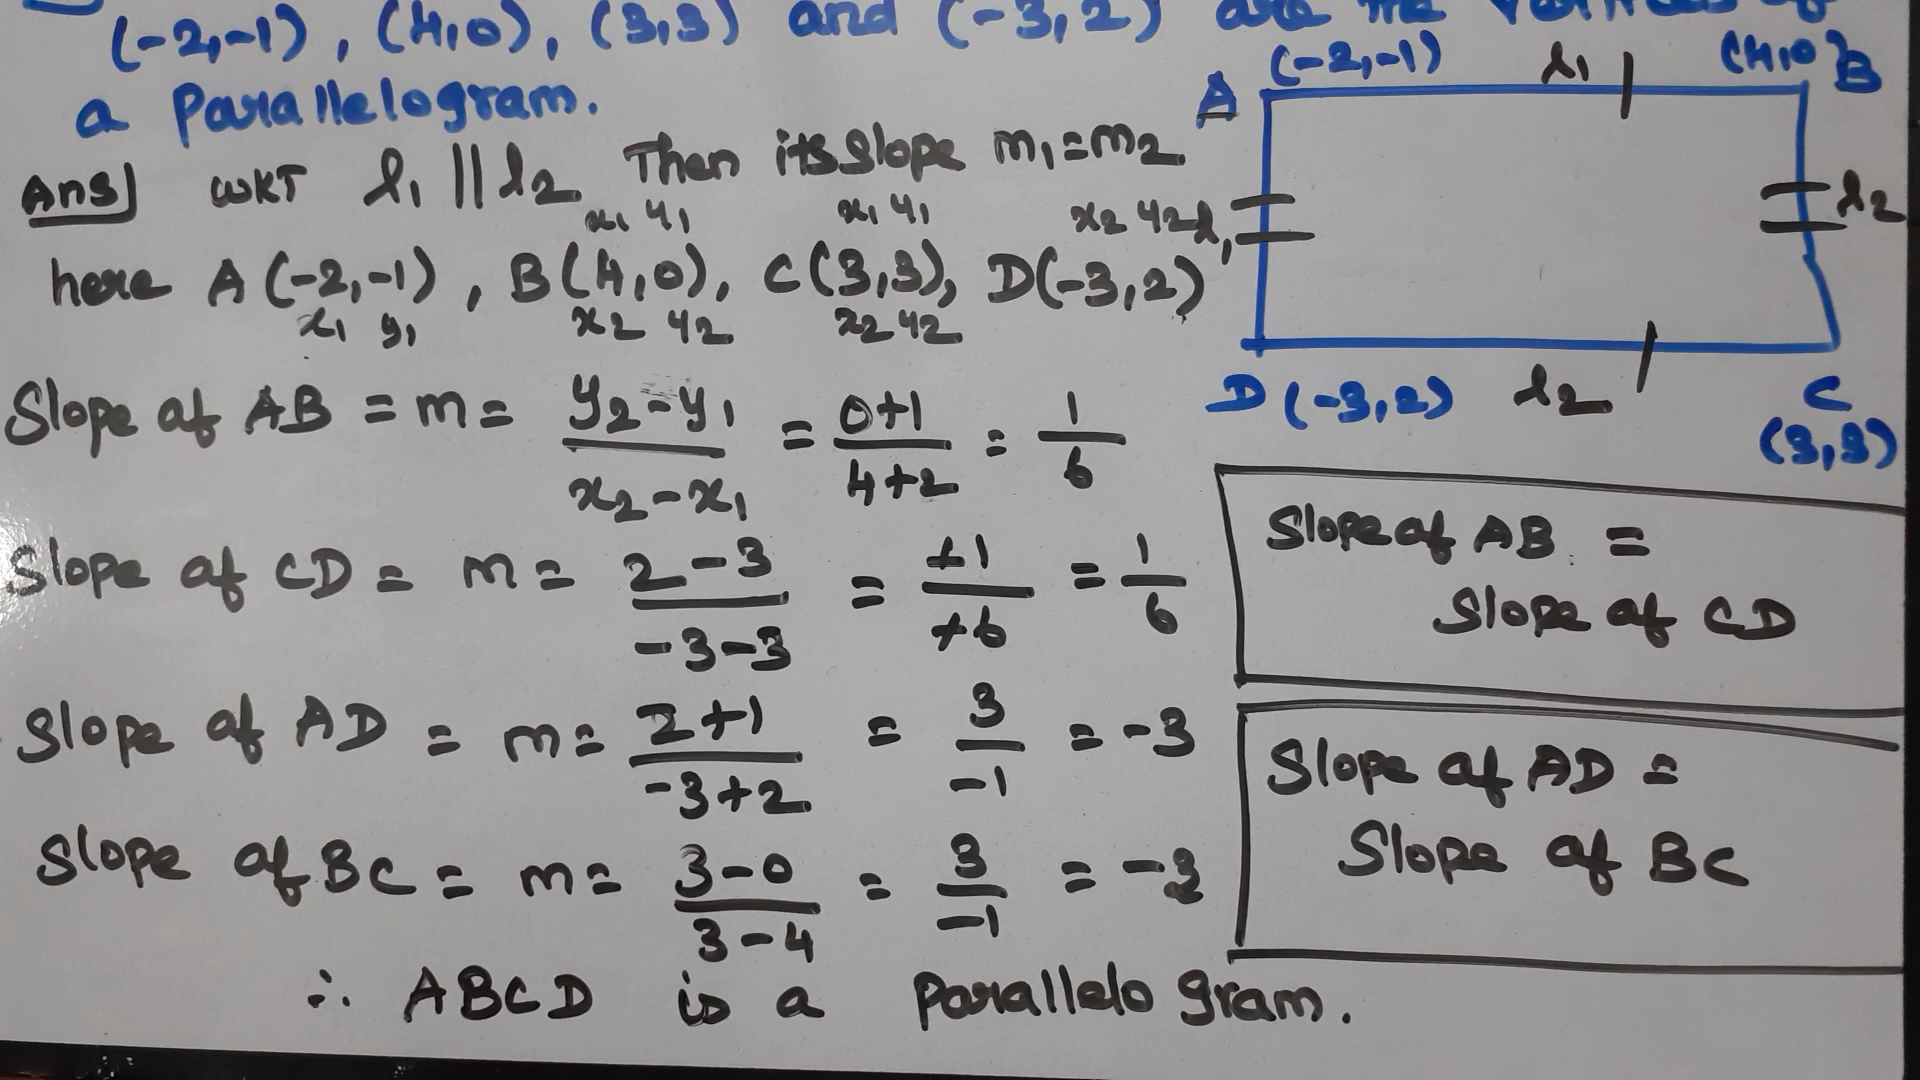 (-2,-1), (4,0), (3,3) and (-3,2) are the vertices of
a Parallelogram.
Ans] WKT l₁ || l₂ Then its slope m₁=m₂.
x₁ y₁ x₁ y₁ x₂ y₂
here A(-2,-1), B(4,0), C(3,3), D(-3,2)
x₁ y₁ x₂ y₂ x₂ y₂
Slope of AB = m = y₂-y₁/x₂-x₁ = 0+1/4+2 = 1/6
Slope of CD = m = 2-3/-3-3 = +1/+6 = 1/6
Slope of AD = m = 2+1/-3+2 = 3/-1 = -3
Slope of BC = m = 3-0/3-4 = 3/-1 = -3
∴ ABCD is a Parallelogram.
A (-2,-1) l₁ (4,0) B
l₁ l₂
D (-3,2) l₂ C
(3,3)
Slope of AB =
Slope of CD
Slope of AD =
Slope of BC